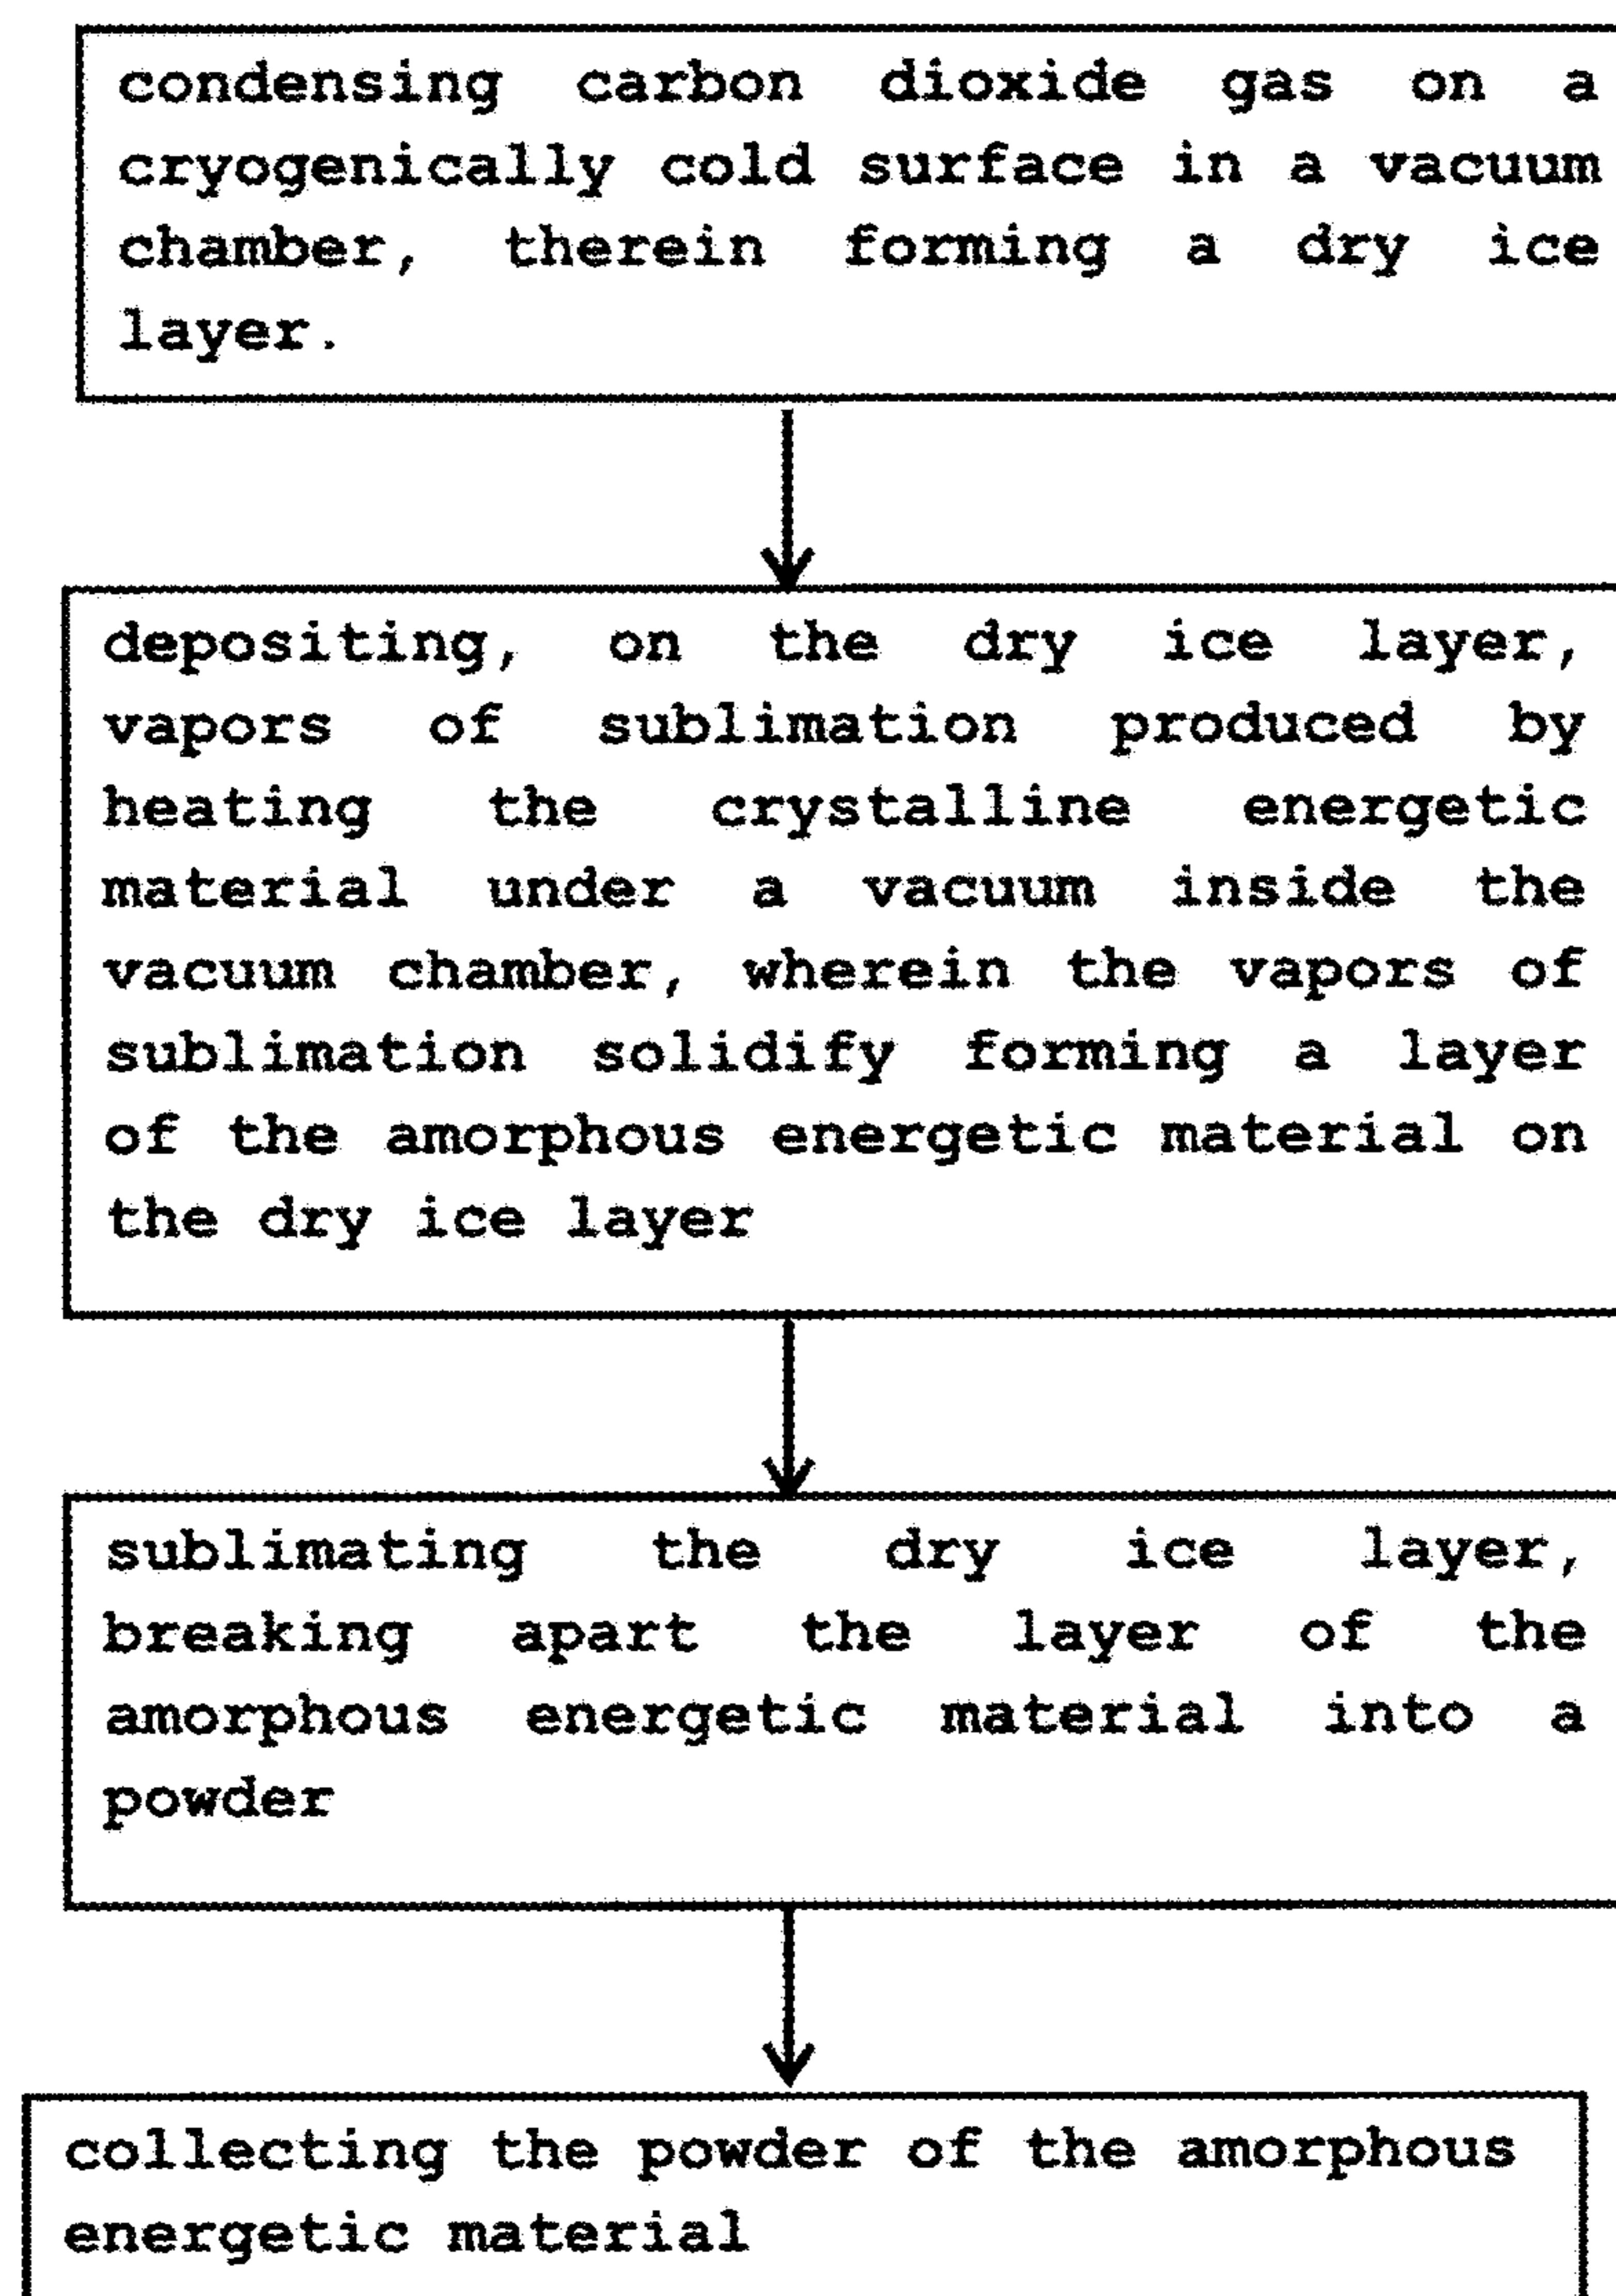 condensing carbon dioxide gas on a
cryogenically cold surface in a vacuum
chamber, therein forming a dry ice
layer.
depositing, on the dry ice layer,
vapors of sublimation produced by
heating the crystalline energetic
material under a vacuum inside the
vacuum chamber, wherein the vapors of
sublimation solidify forming a layer
of the amorphous energetic material on
the dry ice layer
sublimating the dry ice layer,
breaking apart the layer of the
amorphous energetic material into a
powder
collecting the powder of the amorphous
energetic material